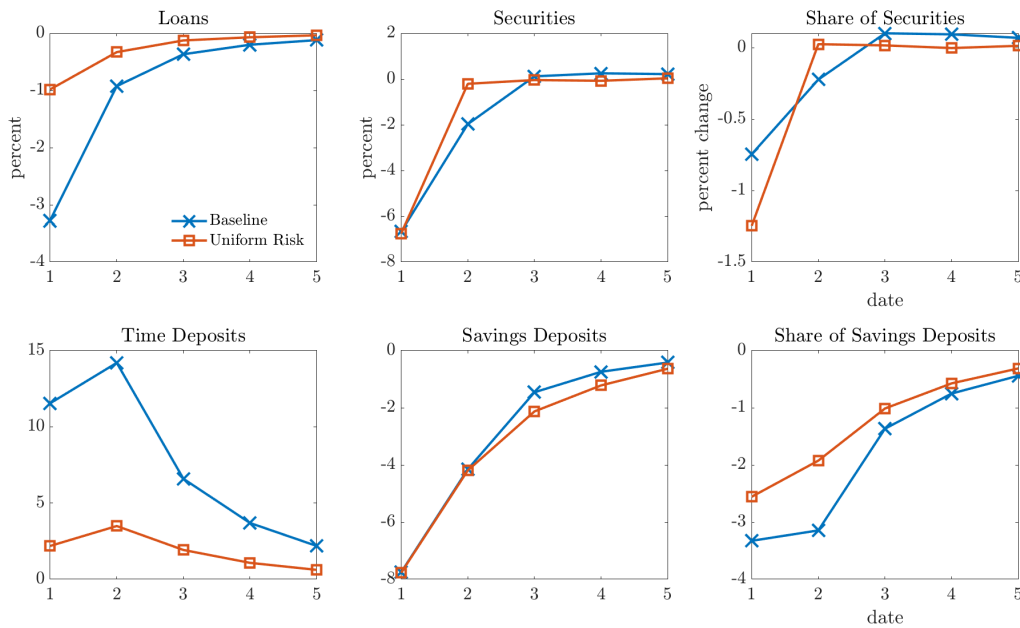 Loans
percent
0
-1
-2
-3
-4
1 2 3 4 5
Baseline
Uniform Risk
Securities
percent
2
0
-2
-4
-6
-8
1 2 3 4 5
Share of Securities
percent change
0
-0.5
-1
-1.5
1 2 3 4 5
date
Time Deposits
15
10
5
0
1 2 3 4 5
Savings Deposits
0
-2
-4
-6
-8
1 2 3 4 5
Share of Savings Deposits
0
-1
-2
-3
-4
1 2 3 4 5
date